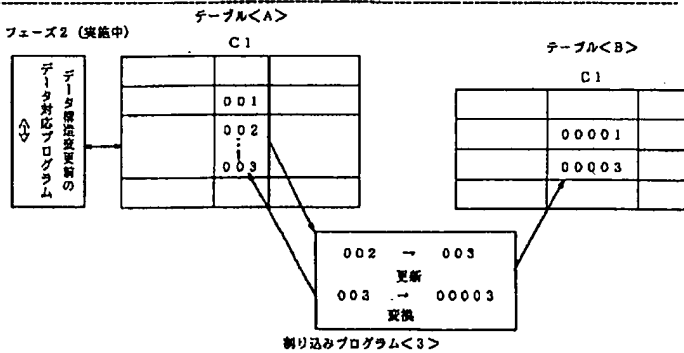 フェーズ2（実施中）
テーブル<A>
C1
テーブル<B>
C1
データ構造変更前の
データ対応プログラム
<1>
001
002
003
00001
00003
002 → 003
更新
003 → 00003
変換
割り込みプログラム<3>